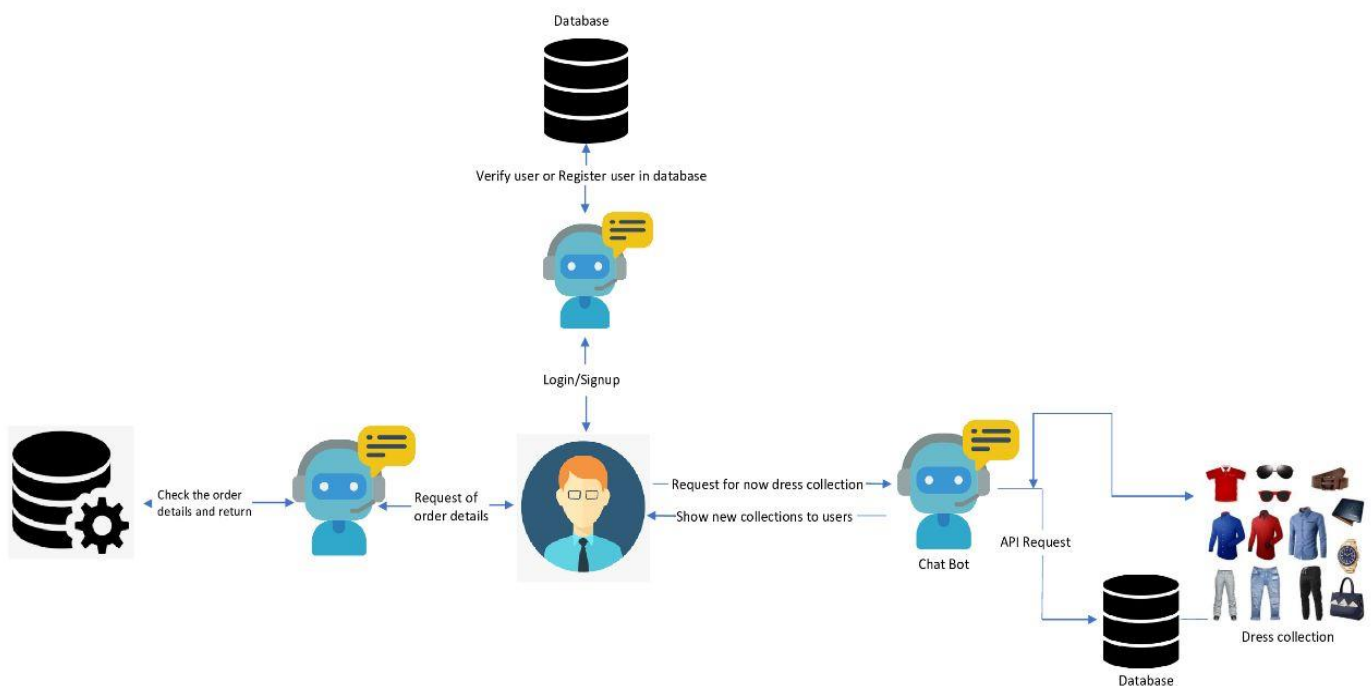 Database
Verify user or Register user in database
Login/Signup
Check the order
details and return
Request of
order details
Request for now dress collection
Show new collections to users
Chat Bot
API Request
Dress collection
Database